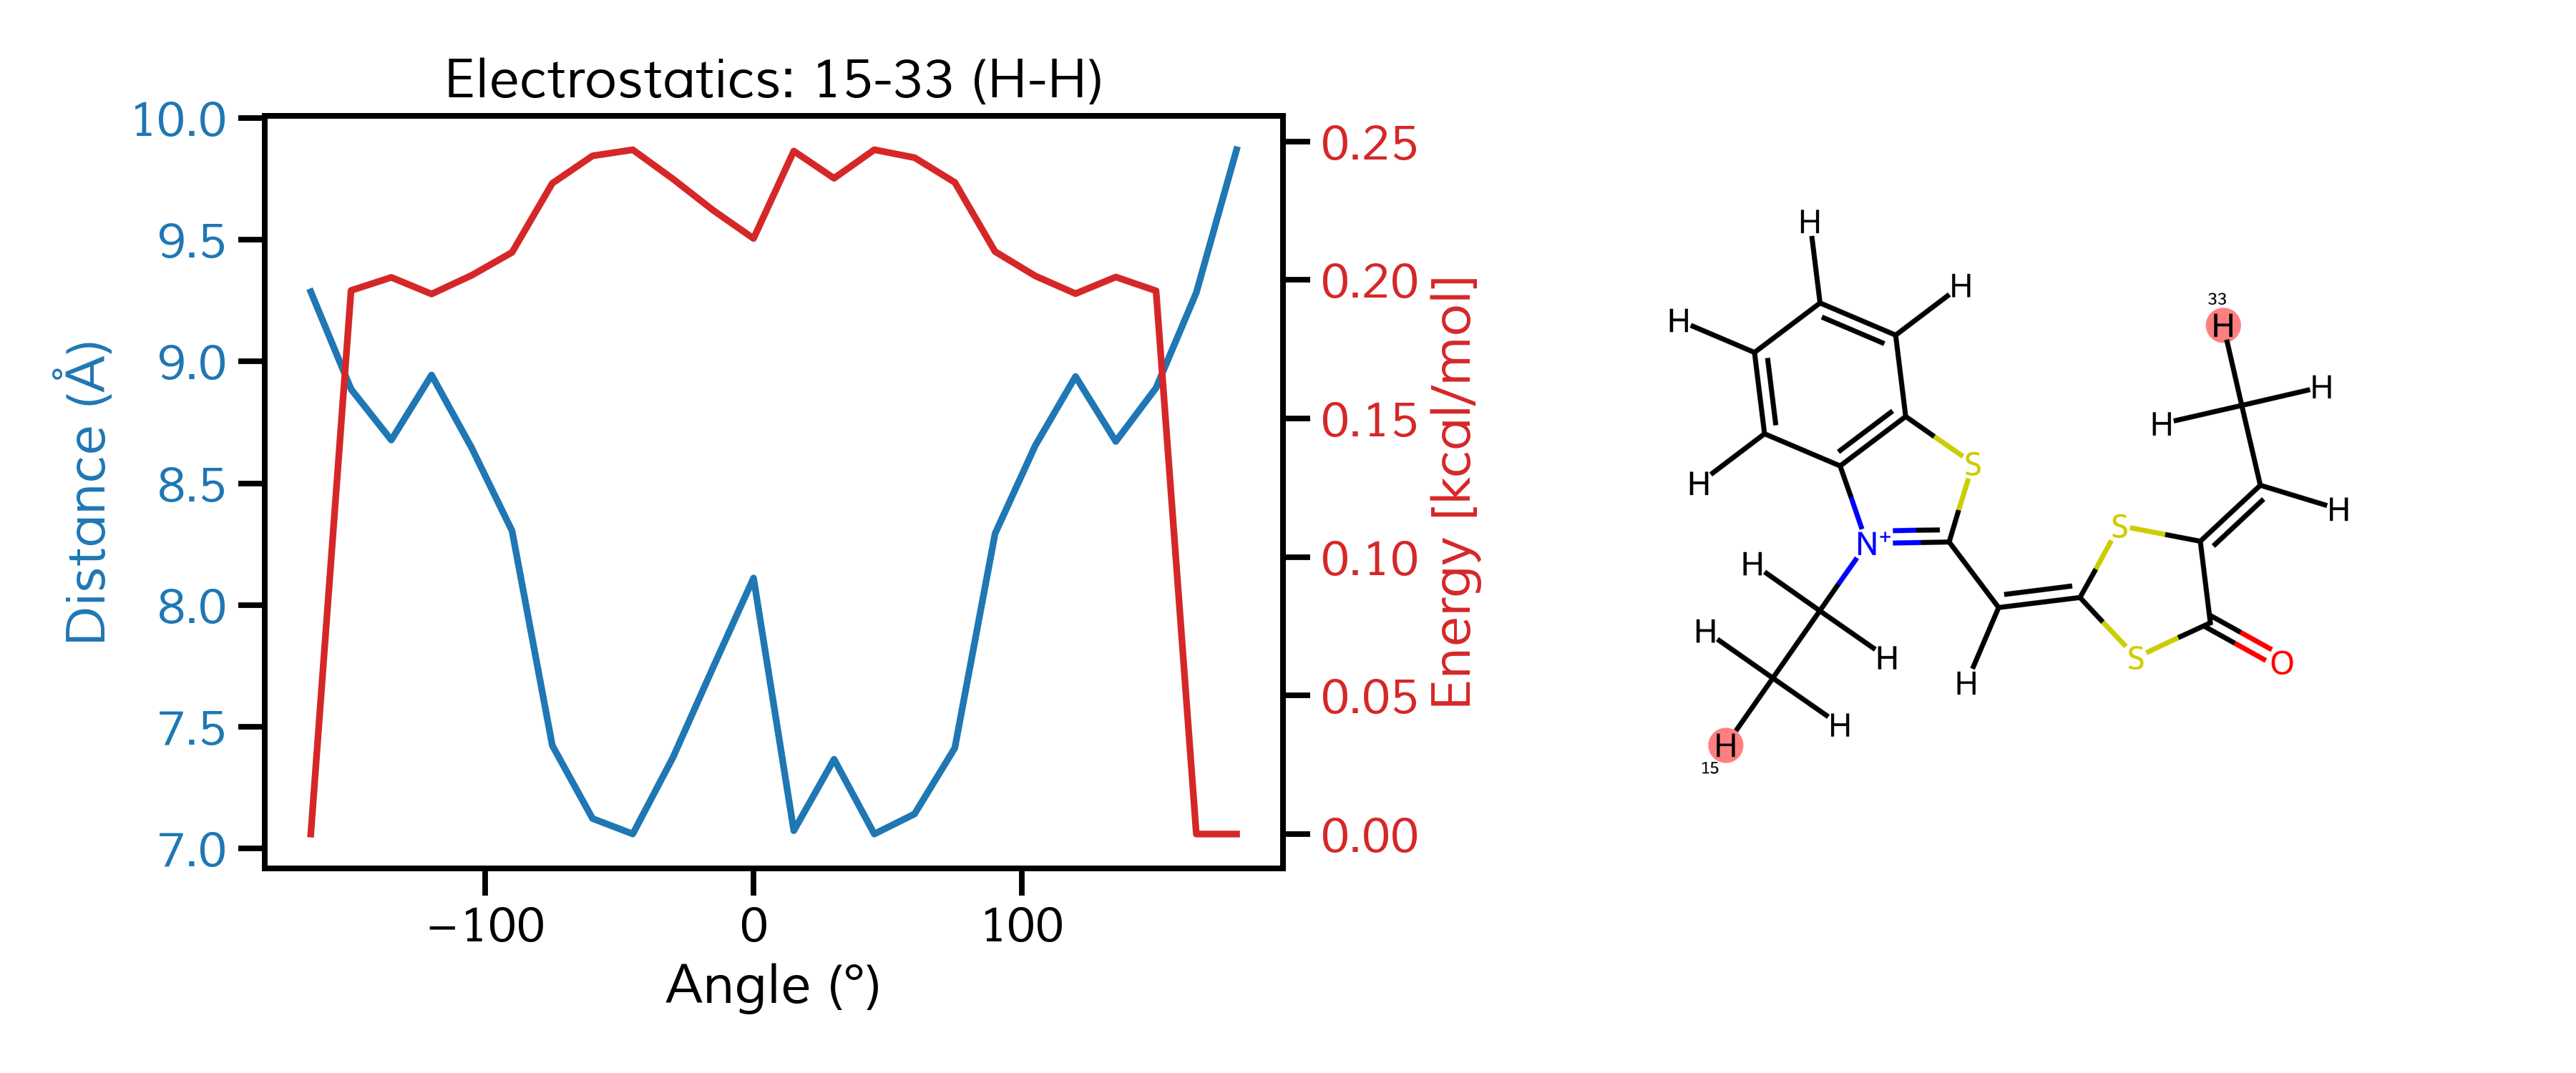 Electrostatics: 15-33 (H-H)
10.0
9.5
9.0
8.5
8.0
7.5
7.0
Distance (Å)
0.25
0.20
0.15
0.10
0.05
0.00
Energy [kcal/mol]
−100 0 100
Angle (°)
H
H
H
33
H
H
H
H
S
H
H
S
N+
H
H
H
S
O
H
H
H
15